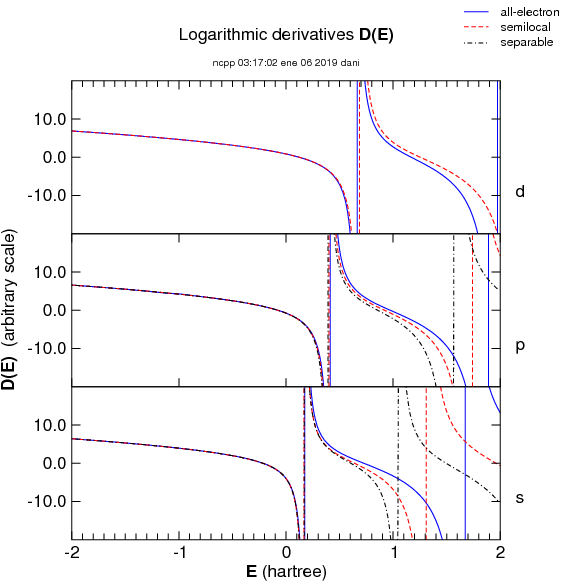 all-electron
semilocal
separable
Logarithmic derivatives D(E)
ncpp 03:17:02 ene 06 2019 dani
10.0
0.0
-10.0
d
10.0
0.0
-10.0
p
D(E) (arbitrary scale)
10.0
0.0
-10.0
s
-2 -1 0 1 2
E (hartree)